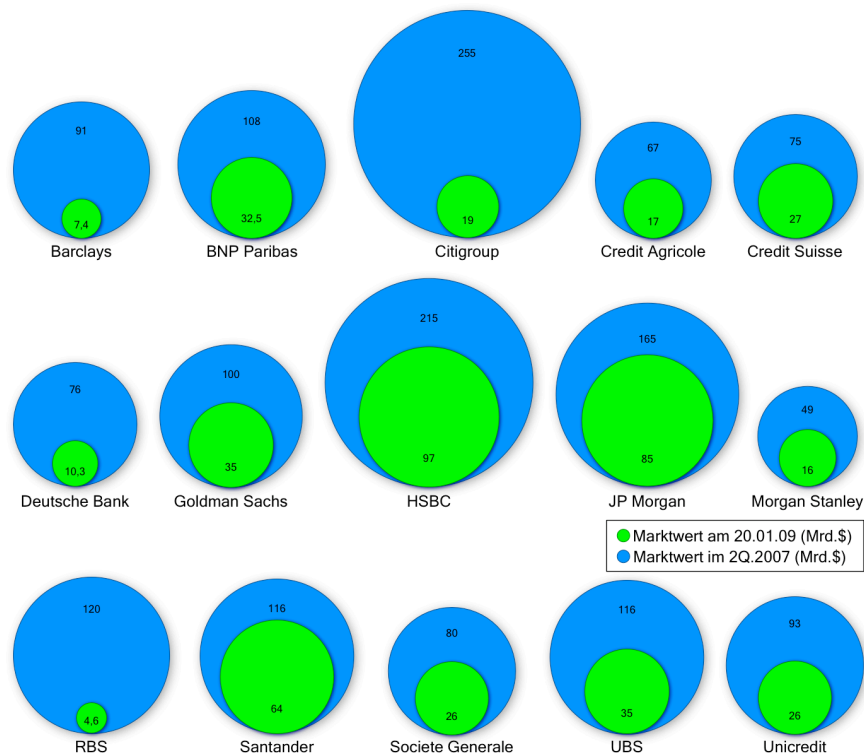 91
7,4
Barclays
108
32,5
BNP Paribas
255
19
Citigroup
67
17
Credit Agricole
75
27
Credit Suisse
76
10,3
Deutsche Bank
100
35
Goldman Sachs
215
97
HSBC
165
85
JP Morgan
49
16
Morgan Stanley
Marktwert am 20.01.09 (Mrd.$)
Marktwert im 2Q.2007 (Mrd.$)
120
4,6
RBS
116
64
Santander
80
26
Societe Generale
116
35
UBS
93
26
Unicredit